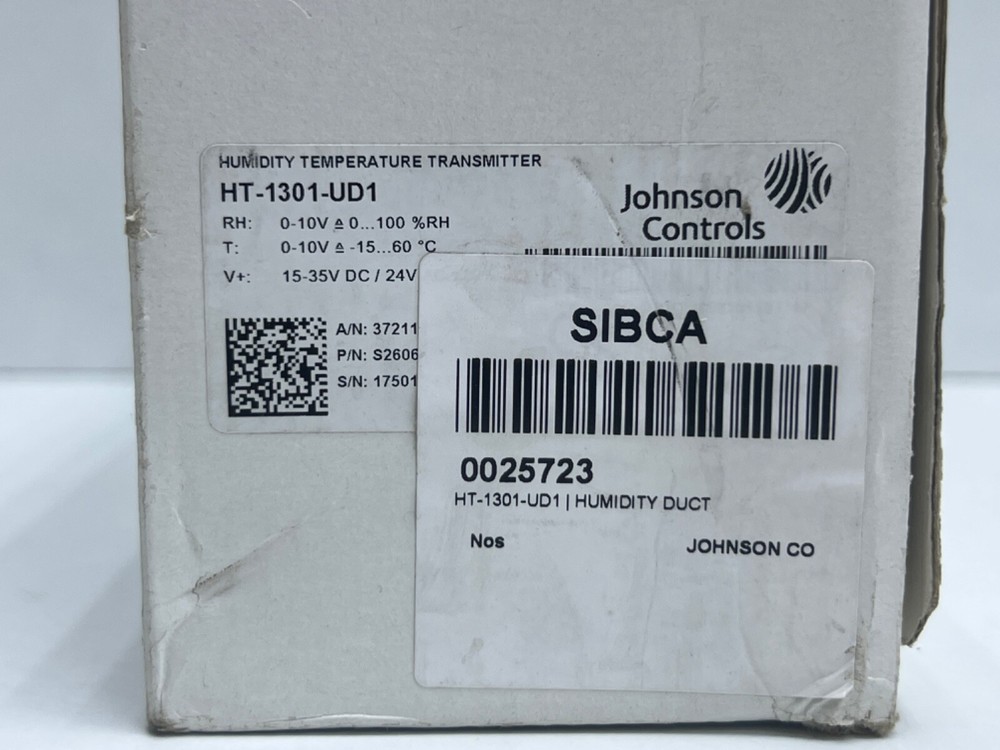 HUMIDITY TEMPERATURE TRANSMITTER
HT-1301-UD1
RH: 0-10V ≙ 0...100 %RH
T: 0-10V ≙ -15...60 °C
V+: 15-35V DC / 24V
A/N: 37211
P/N: S2606
S/N: 17501
Johnson
Controls
SIBCA
0025723
HT-1301-UD1 | HUMIDITY DUCT
Nos JOHNSON CO